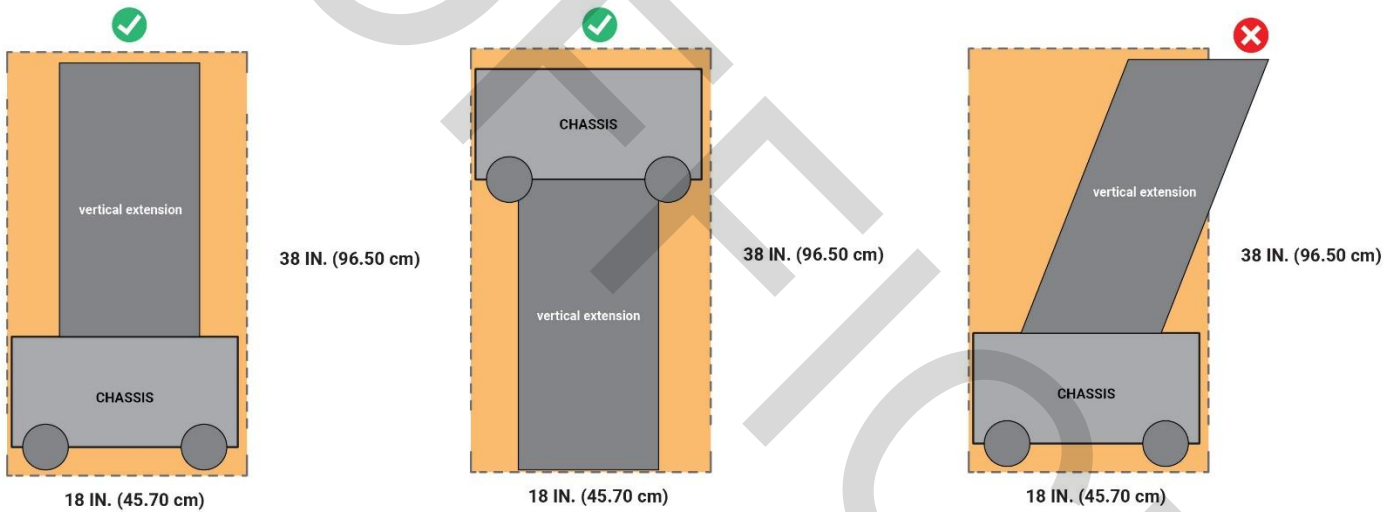 vertical extension
CHASSIS
38 IN. (96.50 cm)
18 IN. (45.70 cm)
CHASSIS
vertical extension
38 IN. (96.50 cm)
18 IN. (45.70 cm)
vertical extension
CHASSIS
38 IN. (96.50 cm)
18 IN. (45.70 cm)